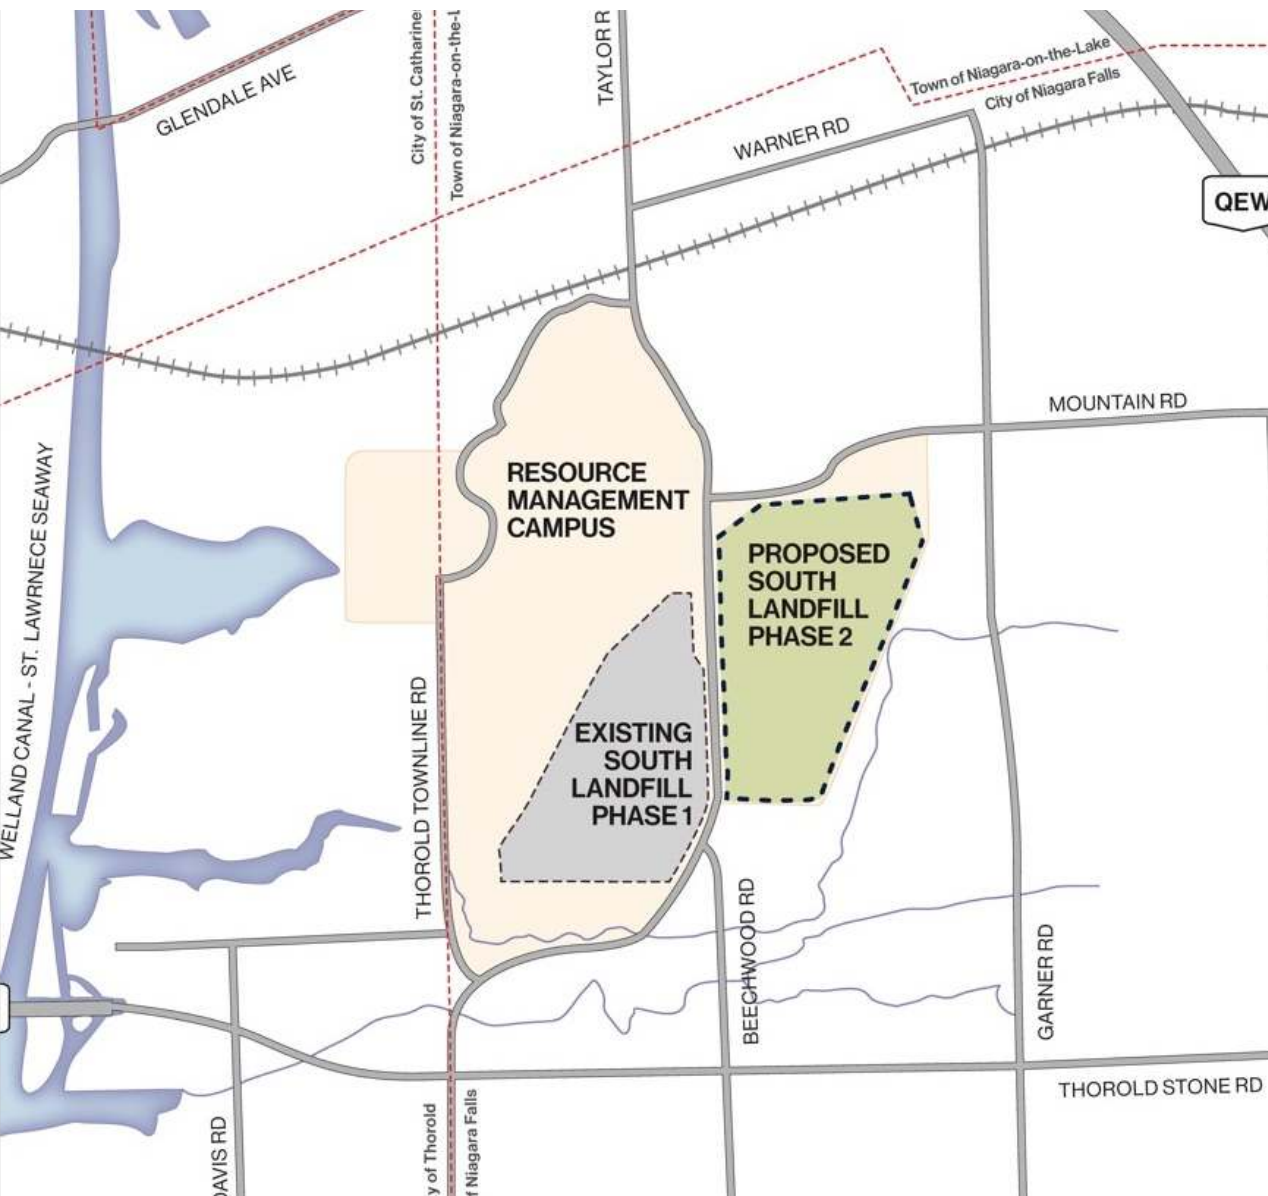 City of St. Catharine
Town of Niagara-on-the-L
TAYLOR R
GLENDALE AVE
Town of Niagara-on-the-Lake
City of Niagara Falls
WARNER RD
QEW
MOUNTAIN RD
WELLAND CANAL - ST. LAWRNECE SEAWAY
RESOURCE
MANAGEMENT
CAMPUS
PROPOSED
SOUTH
LANDFILL
PHASE 2
THOROLD TOWNLINE RD
EXISTING
SOUTH
LANDFILL
PHASE 1
BEECHWOOD RD
GARNER RD
THOROLD STONE RD
DAVIS RD
y of Thorold
f Niagara Falls